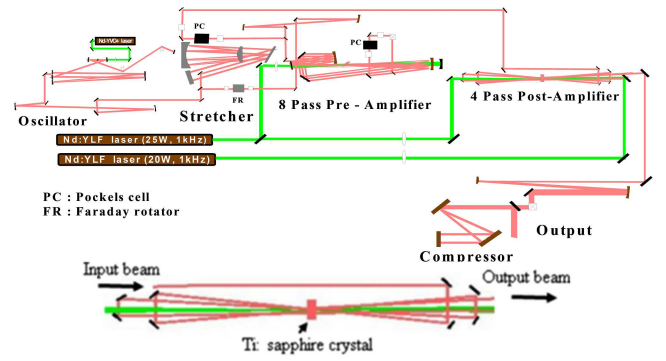 Nd:YVO4 laser
PC
PC
FR
Oscillator
Stretcher
8 Pass Pre - Amplifier
4 Pass Post-Amplifier
Nd:YLF laser (25W, 1kHz)
Nd:YLF laser (20W, 1kHz)
PC : Pockels cell
FR : Faraday rotator
Output
Compressor
Input beam
Output beam
Ti: sapphire crystal